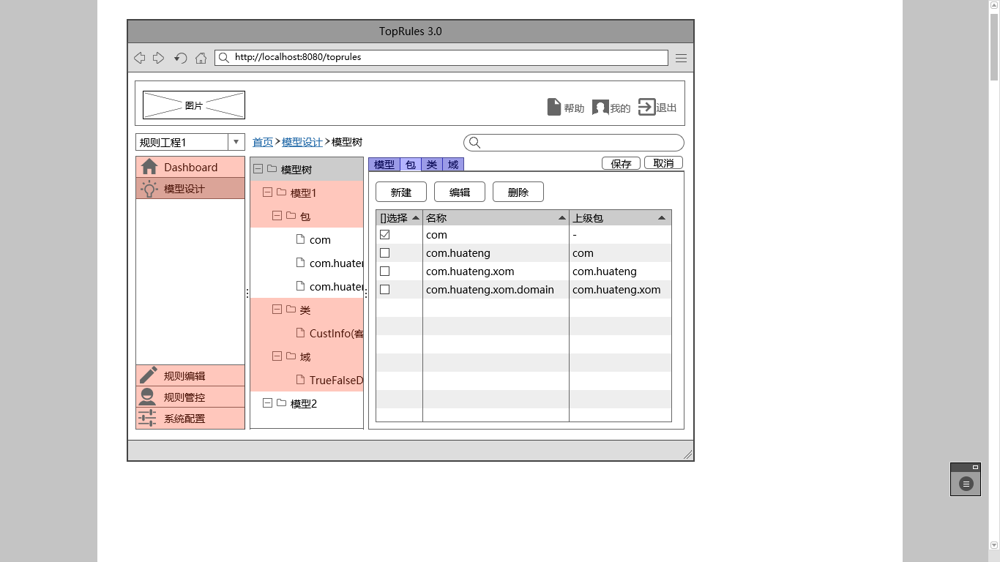 TopRules 3.0
http://localhost:8080/toprules
图片
帮助 我的 退出
规则工程1
首页>模型设计>模型树
Dashboard
模型设计
规则编辑
规则管控
系统配置
模型树
模型1
包
com
com.huater
com.huater
类
CustInfo(客
域
TrueFalseD
模型2
模型 包 类 域
保存 取消
新建 编辑 删除
[]选择 名称 上级包
com -
com.huateng com
com.huateng.xom com.huateng
com.huateng.xom.domain com.huateng.xom